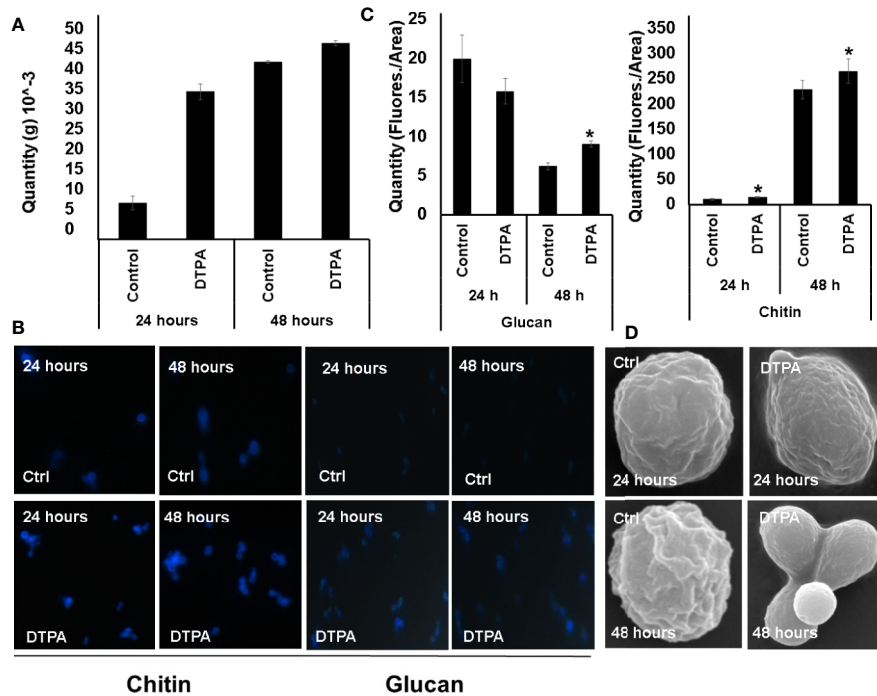 A
Quantity (g) 10^-3
50
45
40
35
30
25
20
15
10
5
0
Control
DTPA
Control
DTPA
24 hours
48 hours
C
Quantity (Fluores./Area)
25
20
15
10
5
0
*
Control
DTPA
Control
DTPA
24 h
48 h
Glucan
Quantity (Fluores./Area)
350
300
250
200
150
100
50
0
*
*
Control
DTPA
Control
DTPA
24 h
48 h
Chitin
B
24 hours
Ctrl
48 hours
Ctrl
24 hours
48 hours
Ctrl
24 hours
DTPA
48 hours
DTPA
24 hours
DTPA
48 hours
DTPA
Chitin
Glucan
D
Ctrl
24 hours
DTPA
24 hours
Ctrl
48 hours
DTPA
48 hours